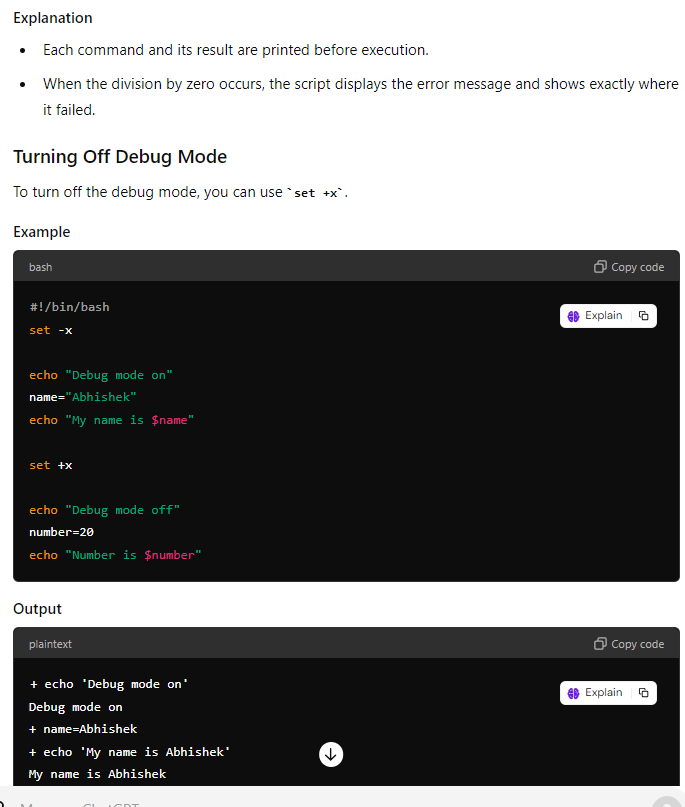 Explanation
Each command and its result are printed before execution.
When the division by zero occurs, the script displays the error message and shows exactly where
it failed.
Turning Off Debug Mode
To turn off the debug mode, you can use `set +x`.
Example
bash
Copy code
#!/bin/bash
Explain
set -x
echo "Debug mode on"
name="Abhishek"
echo "My name is $name"
set +x
echo "Debug mode off"
number=20
echo "Number is $number"
Output
plaintext
Copy code
+ echo 'Debug mode on'
Explain
Debug mode on
+ name=Abhishek
+ echo 'My name is Abhishek'
My name is Abhishek